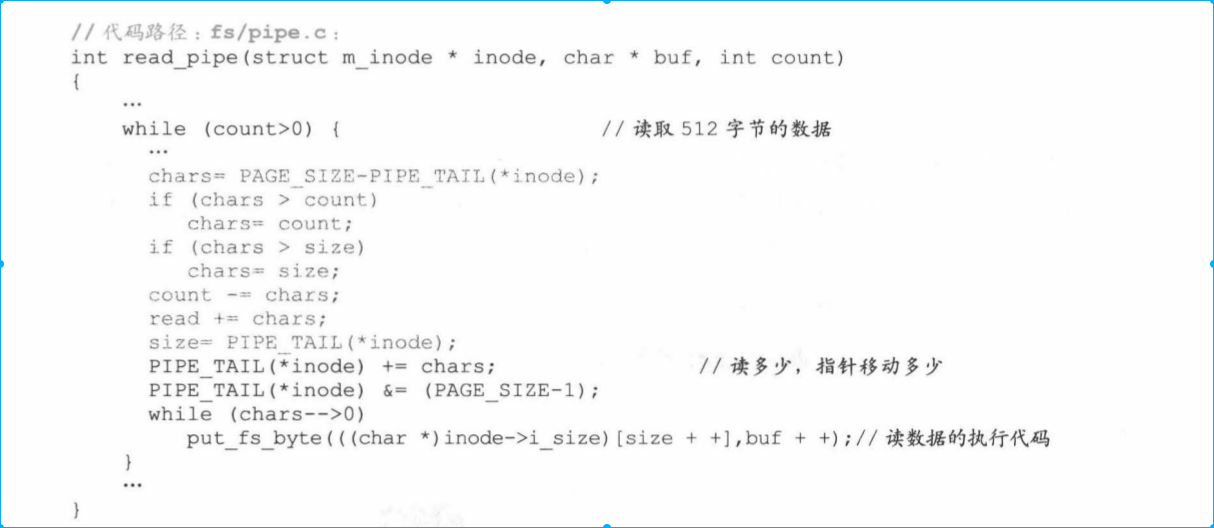 // 代码路径：fs/pipe.c：
int read_pipe(struct m_inode * inode, char * buf, int count)
{
    …
    while (count>0) {                    // 读取 512 字节的数据
      …
      chars= PAGE_SIZE-PIPE_TAIL(*inode);
      if (chars > count)
         chars= count;
      if (chars > size)
         chars= size;
      count -= chars;
      read += chars;
      size= PIPE_TAIL(*inode);
      PIPE_TAIL(*inode) += chars;                // 读多少，指针移动多少
      PIPE_TAIL(*inode) &= (PAGE_SIZE-1);
      while (chars-->0)
         put_fs_byte(((char *)inode->i_size)[size + +],buf + +);// 读数据的执行代码
    }
    …
}